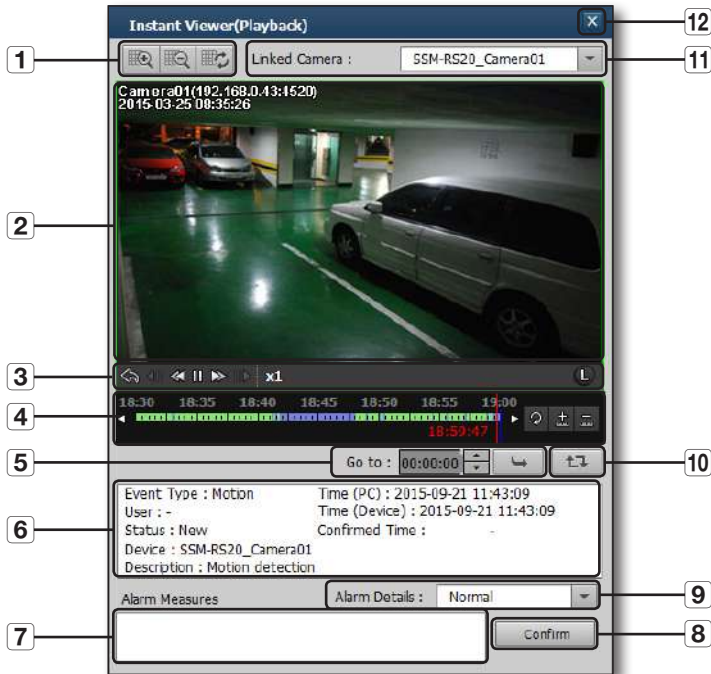 Instant Viewer(Playback)
12
1
Linked Camera :
SSM-RS20_Camera01
11
Camera01(192.168.0.43:4520)
2015-03-25 08:35:26
2
3
x1
L
4
18:30 18:35 18:40 18:45 18:50 18:55 19:00
18:59:47
5
Go to : 00:00:00
10
Event Type : Motion Time (PC) : 2015-09-21 11:43:09
User : - Time (Device) : 2015-09-21 11:43:09
6
Status : New Confirmed Time : -
Device : SSM-RS20_Camera01
Description : Motion detection
Alarm Measures
Alarm Details : Normal
9
7
Confirm
8